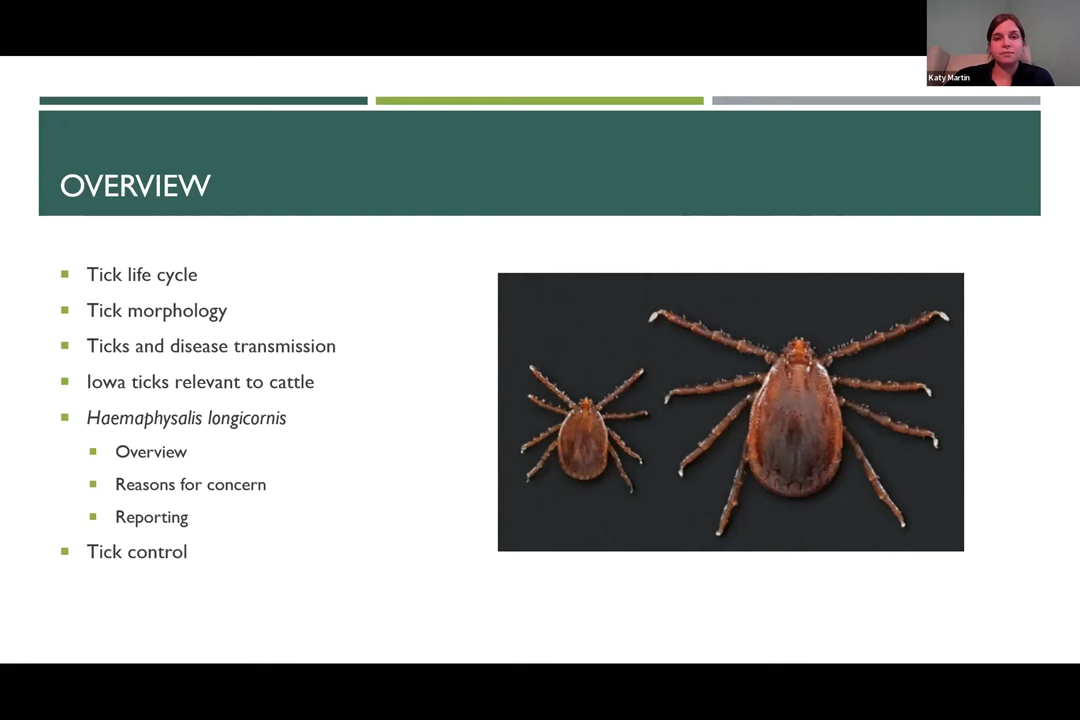 Katy Martin
OVERVIEW
Tick life cycle
Tick morphology
Ticks and disease transmission
Iowa ticks relevant to cattle
Haemaphysalis longicornis
Overview
Reasons for concern
Reporting
Tick control